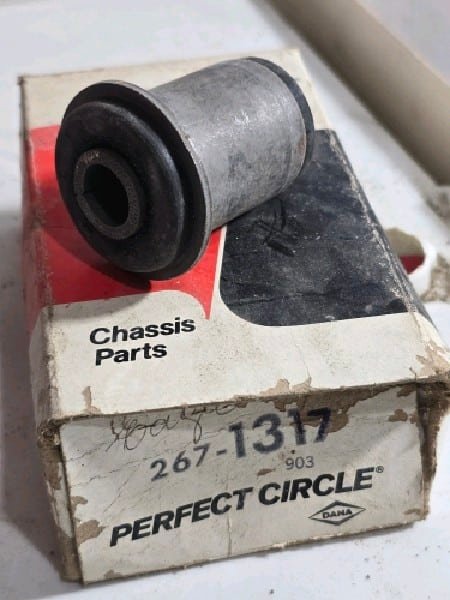 Chassis
Parts
267-1317
903
PERFECT CIRCLE®
DANA